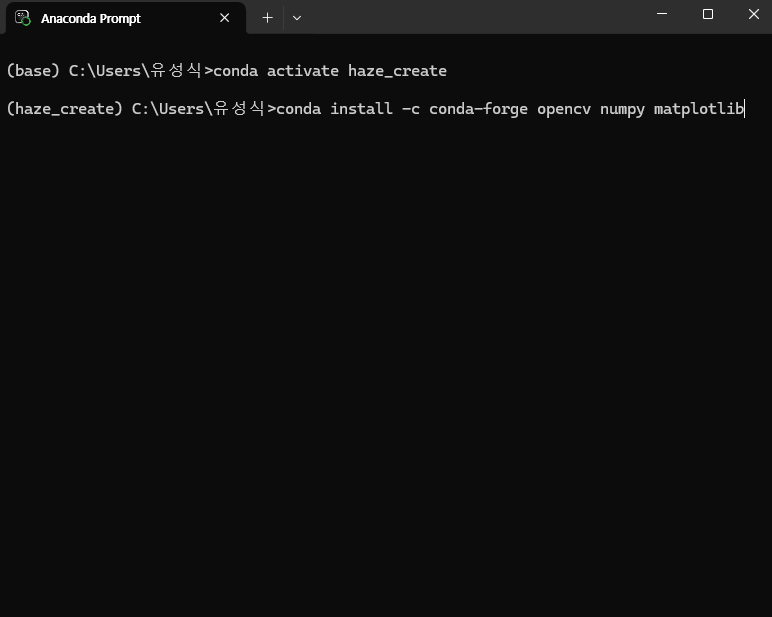 Anaconda Prompt
(base) C:\Users\유성식>conda activate haze_create
(haze_create) C:\Users\유성식>conda install -c conda-forge opencv numpy matplotlib